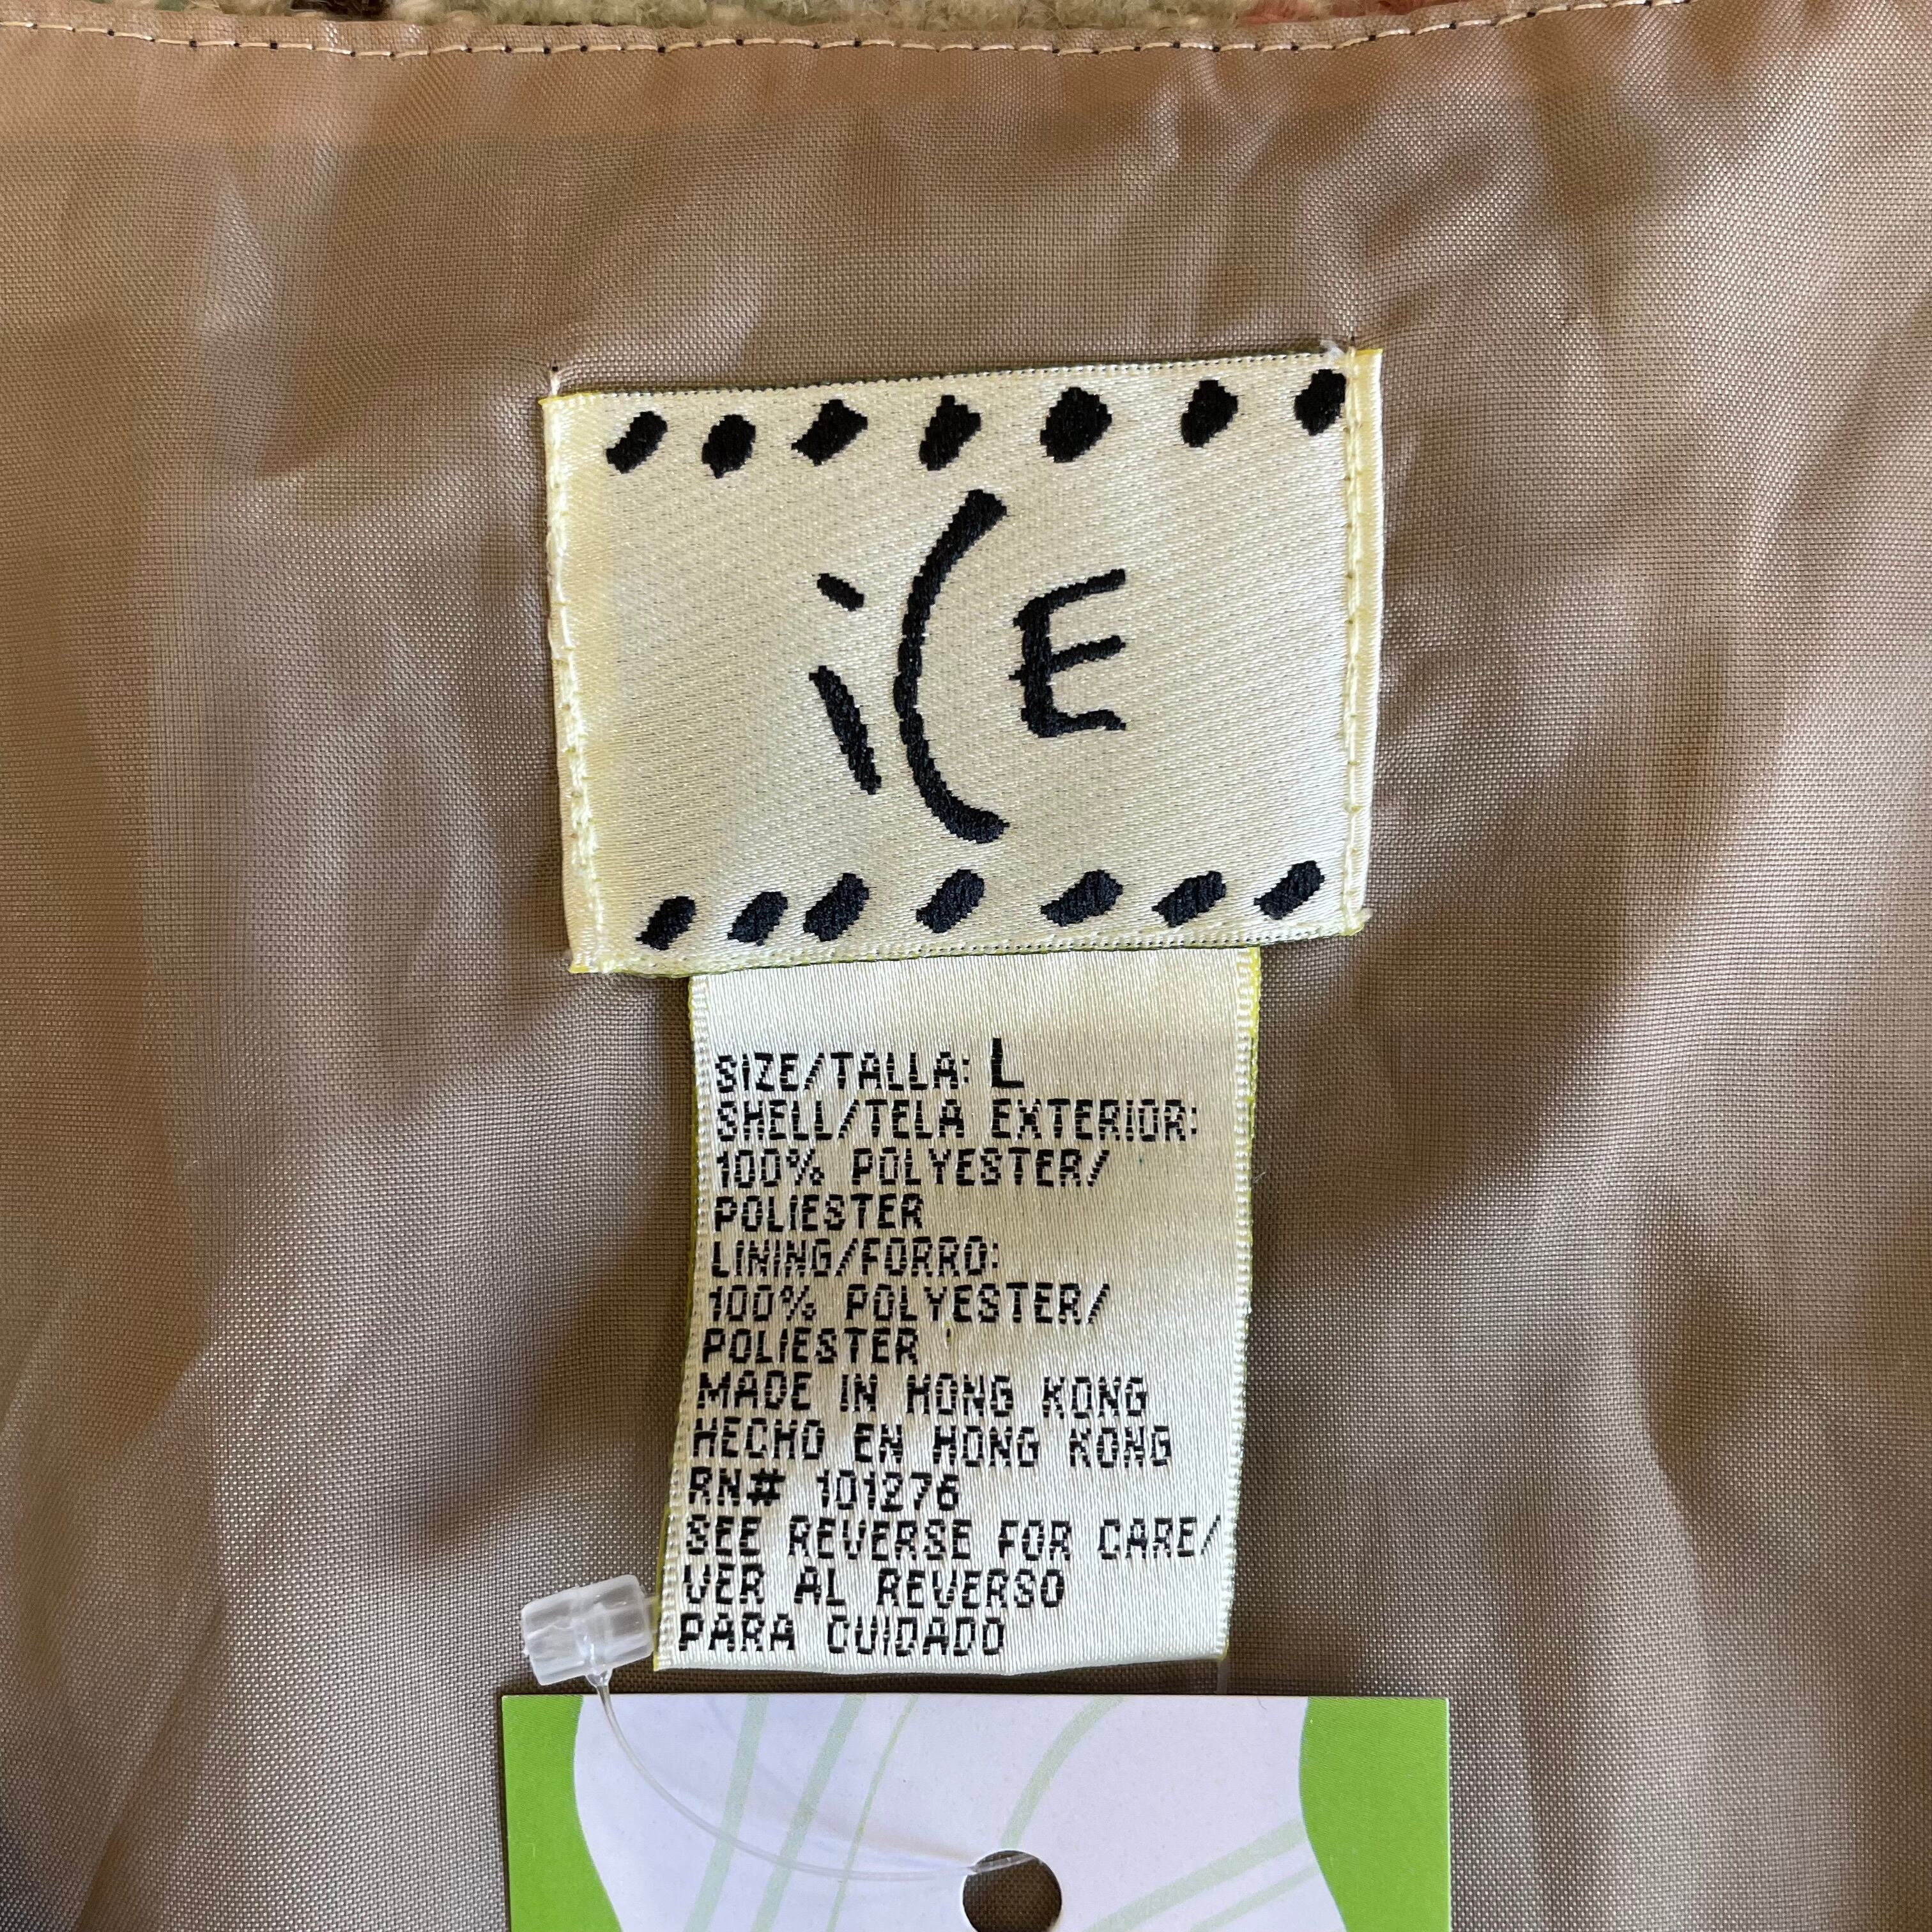 iCE
SIZE/TALLA: L
SHELL/TELA EXTERIOR:
100% POLYESTER/
POLIESTER
LINING/FORRO:
100% POLYESTER/
POLIESTER
MADE IN HONG KONG
HECHO EN HONG KONG
RN# 101276
SEE REVERSE FOR CARE/
VER AL REVERSO
PARA CUIDADO